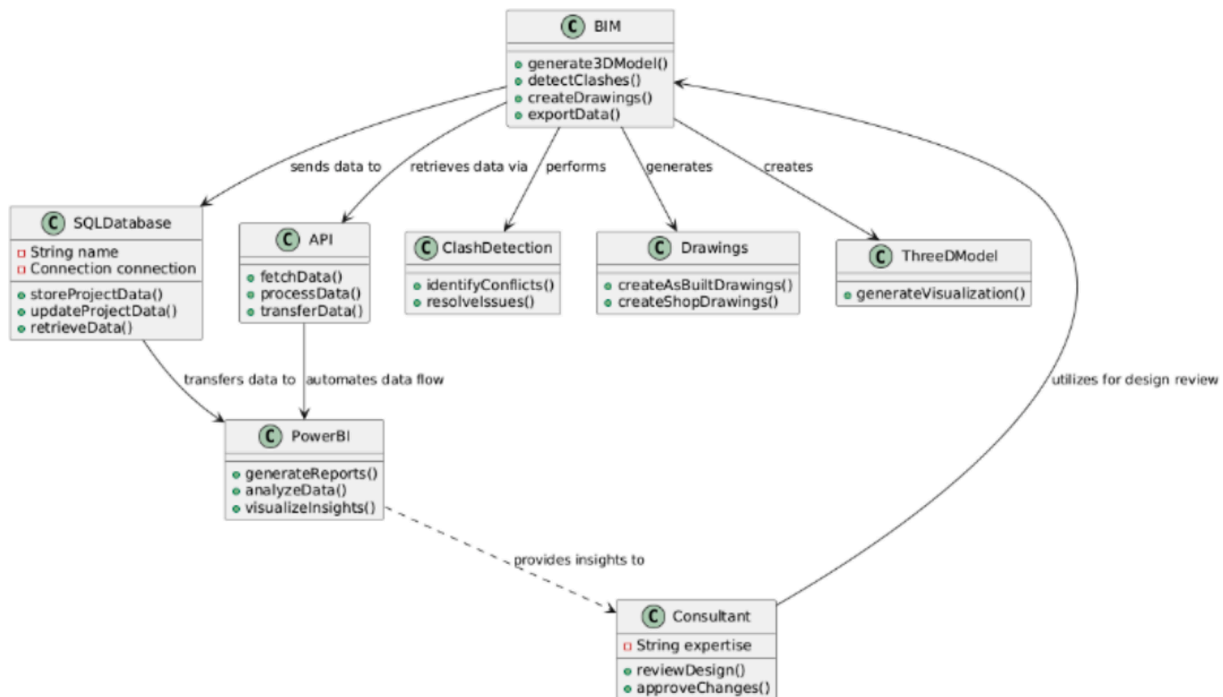 C BIM
generate3DModel()
detectClashes()
createDrawings()
exportData()
sends data to
retrieves data via
performs
generates
creates
C SQLDatabase
String name
Connection connection
storeProjectData()
updateProjectData()
retrieveData()
C API
fetchData()
processData()
transferData()
C ClashDetection
identifyConflicts()
resolveIssues()
C Drawings
createAsBuiltDrawings()
createShopDrawings()
C ThreeDModel
generateVisualization()
transfers data to
automates data flow
utilizes for design review
C PowerBI
generateReports()
analyzeData()
visualizeInsights()
provides insights to
C Consultant
String expertise
reviewDesign()
approveChanges()